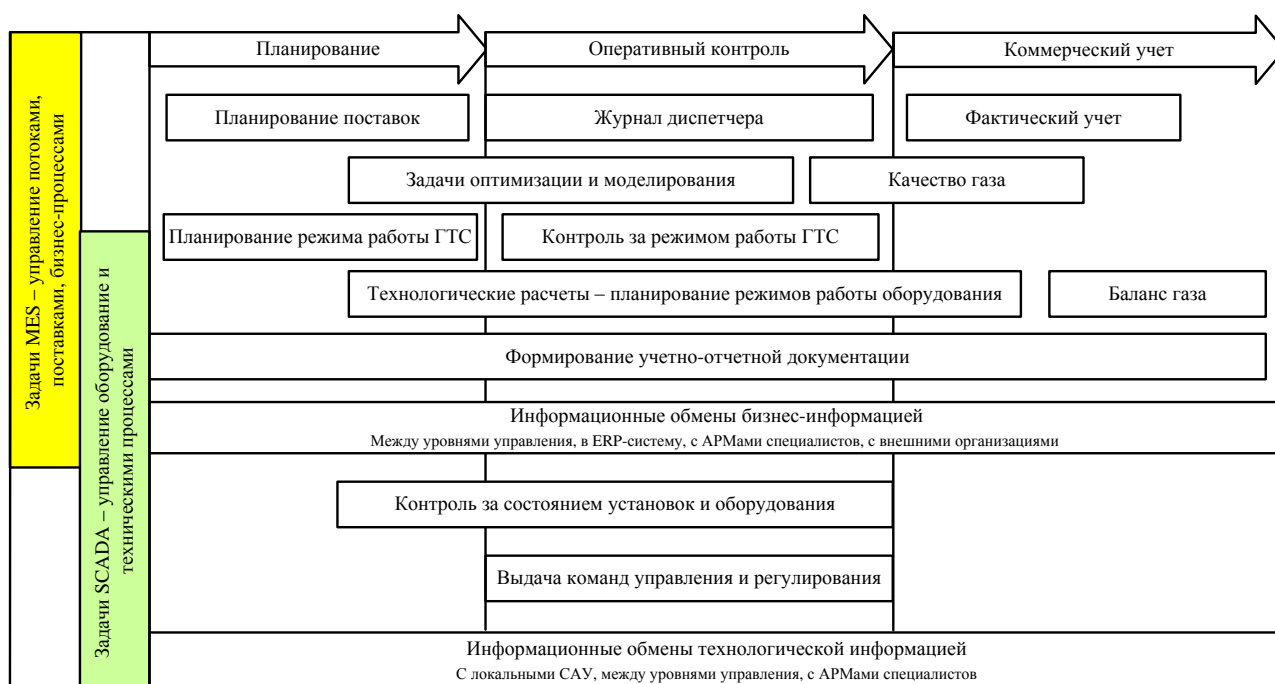 Планирование
Оперативный контроль
Коммерческий учет
Задачи MES – управление потоками,
поставками, бизнес-процессами
Задачи SCADA – управление оборудование и
техническими процессами
Планирование поставок
Журнал диспетчера
Фактический учет
Задачи оптимизации и моделирования
Качество газа
Планирование режима работы ГТС
Контроль за режимом работы ГТС
Технологические расчеты – планирование режимов работы оборудования
Баланс газа
Формирование учетно-отчетной документации
Информационные обмены бизнес-информацией
Между уровнями управления, в ERP-систему, с АРМами специалистов, с внешними организациями
Контроль за состоянием установок и оборудования
Выдача команд управления и регулирования
Информационные обмены технологической информацией
С локальными САУ, между уровнями управления, с АРМами специалистов